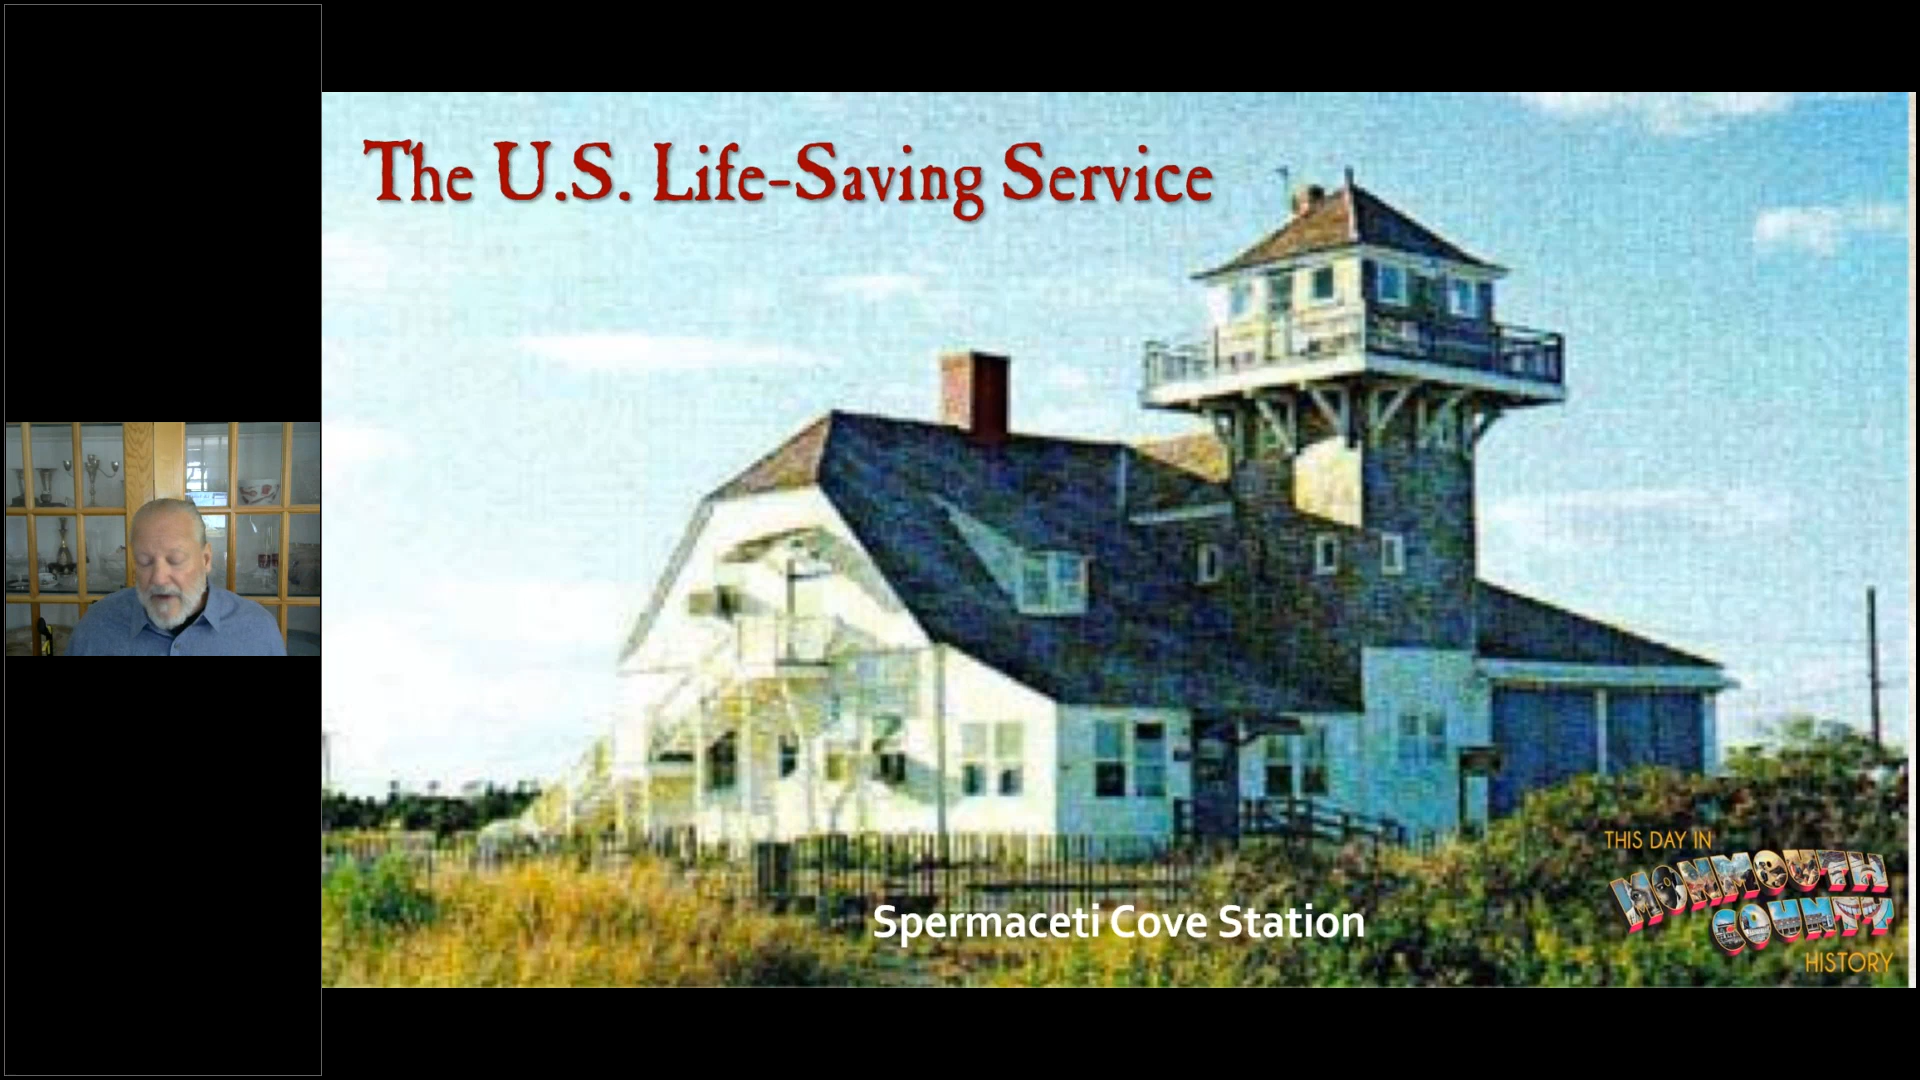 The U.S. Life-Saving Service
Spermaceti Cove Station
THIS DAY IN
MONMOUTH
COUNTY
HISTORY